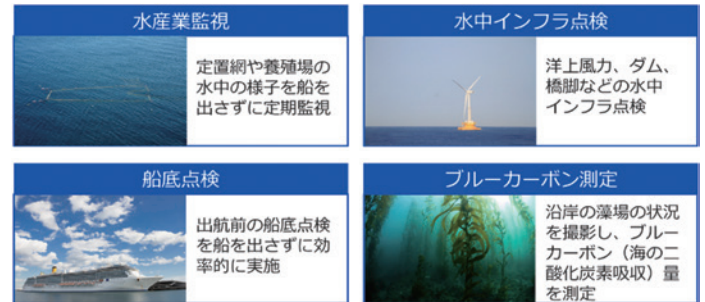 水産業監視
定置網や養殖場の
水中の様子を船を
出さずに定期監視
水中インフラ点検
洋上風力、ダム、
橋脚などの水中
インフラ点検
船底点検
出航前の船底点検
を船を出さずに効
率的に実施
ブルーカーボン測定
沿岸の藻場の状況
を撮影し、ブルー
カーボン（海の二
酸化炭素吸収）量
を測定